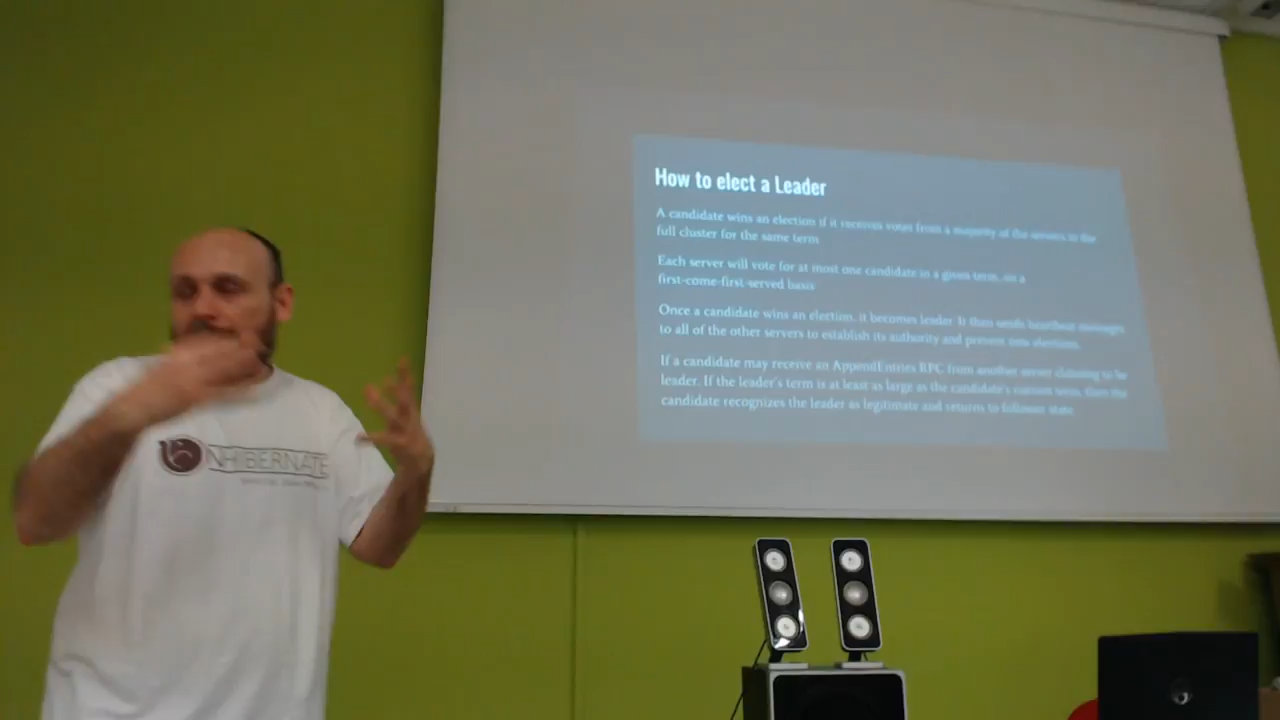 How to elect a Leader
A candidate wins an election if it receives votes from a majority of the servers in the
full cluster for the same term
Each server will vote for at most one candidate in a given term, on a
first-come-first-served basis
Once a candidate wins an election, it becomes leader. It then sends heartbeat messages
to all of the other servers to establish its authority and prevent new elections.
If a candidate may receive an AppendEntries RPC from another server claiming to be
leader. If the leader's term is at least as large as the candidate's current term, then the
candidate recognizes the leader as legitimate and returns to follower state
NHIBERNATE